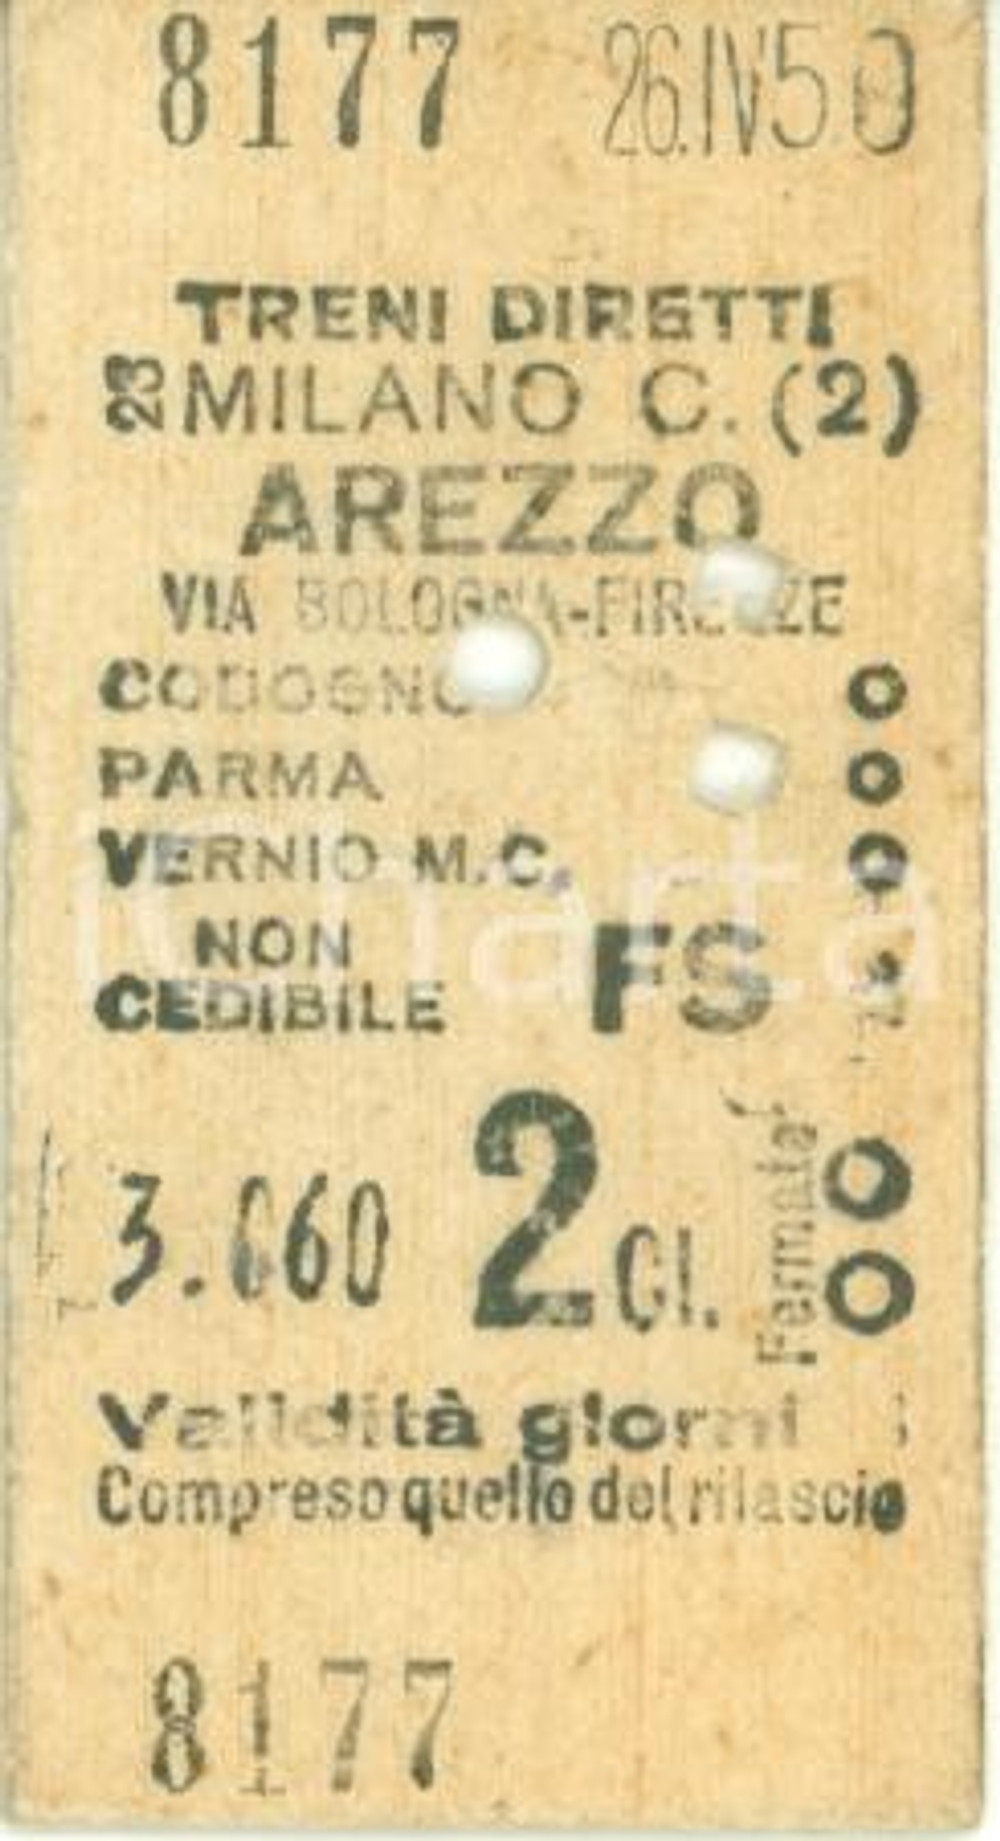 8177 26.IV50
TRENI DIRETTI
23 MILANO C. (2)
AREZZO
VIA BOLOGNA-FIRENZE
CODOGNO O
PARMA O
VERNIO M.C. O
NON
CEDIBILE FS
3.660 2 Cl. Fermate O O
Validità giorni
Compreso quello del rilascio
8177